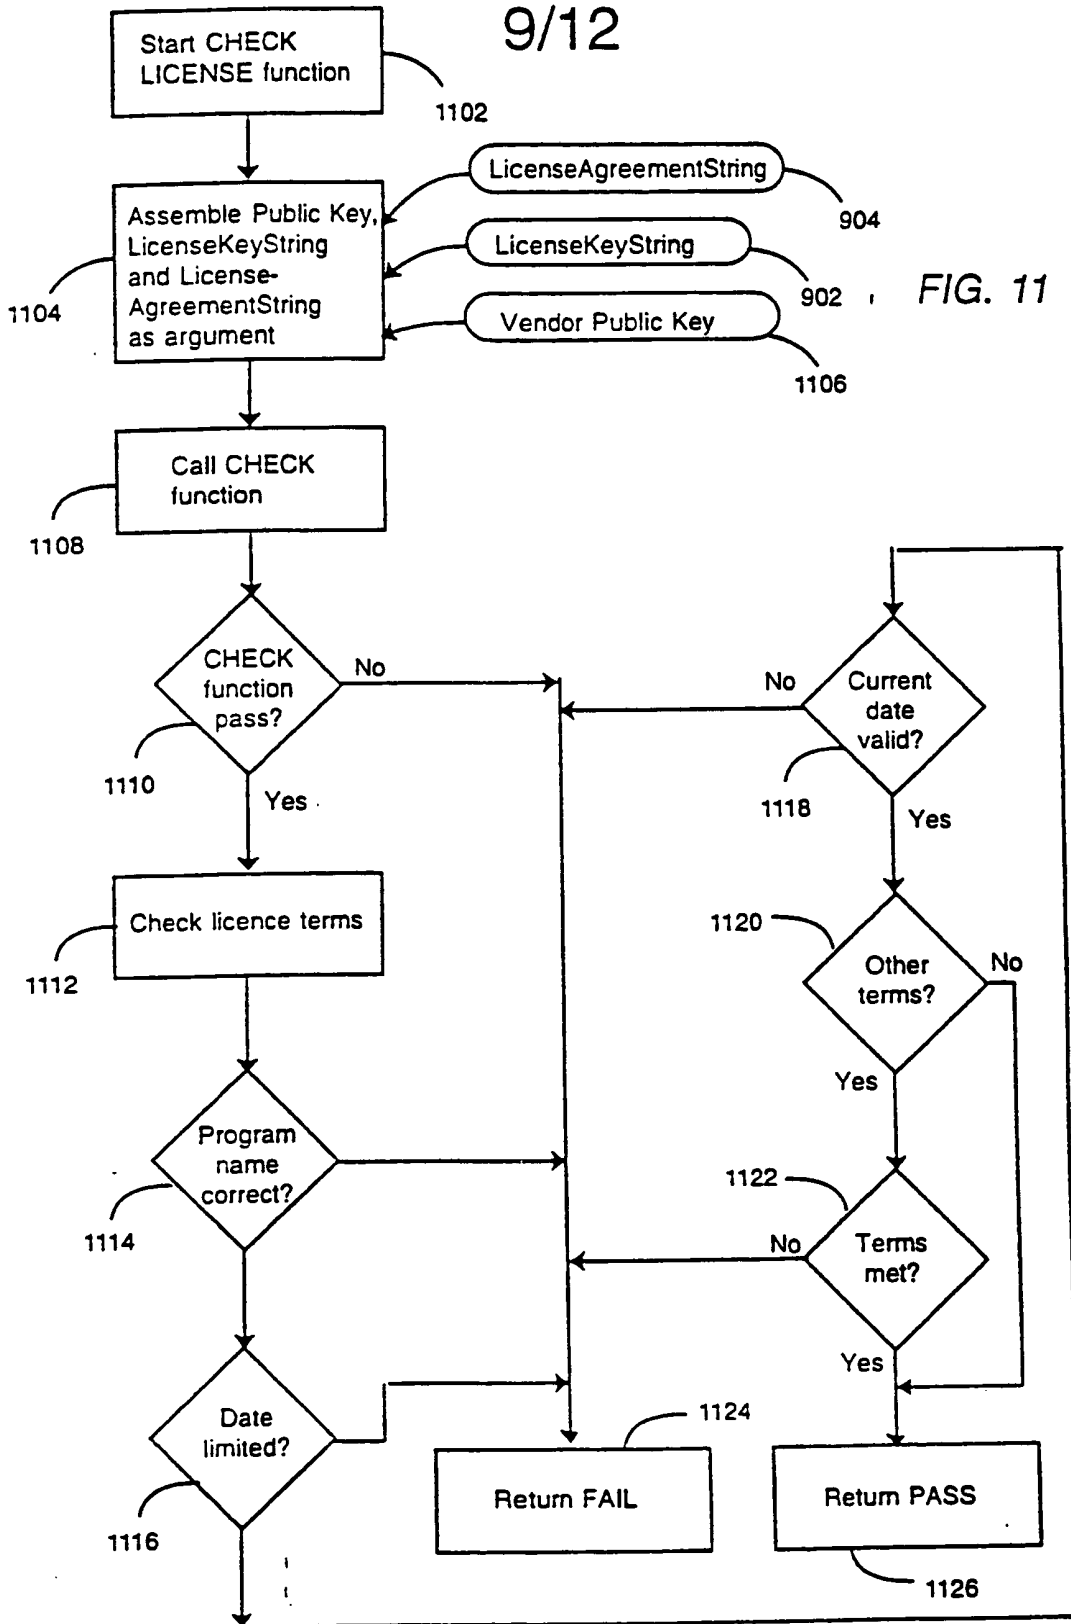 9/12
Start CHECK
LICENSE function
1102
LicenseAgreementString
904
Assemble Public Key,
LicenseKeyString
and License-
AgreementString
as argument
1104
LicenseKeyString
902
FIG. 11
Vendor Public Key
1106
Call CHECK
function
1108
CHECK
function
pass?
No
1110
Yes
Current
date
valid?
No
1118
Yes
Check licence terms
1112
1120
Other
terms?
No
Yes
Program
name
correct?
1114
1122
Terms
met?
No
Yes
Date
limited?
1116
1124
Return FAIL
Return PASS
1126